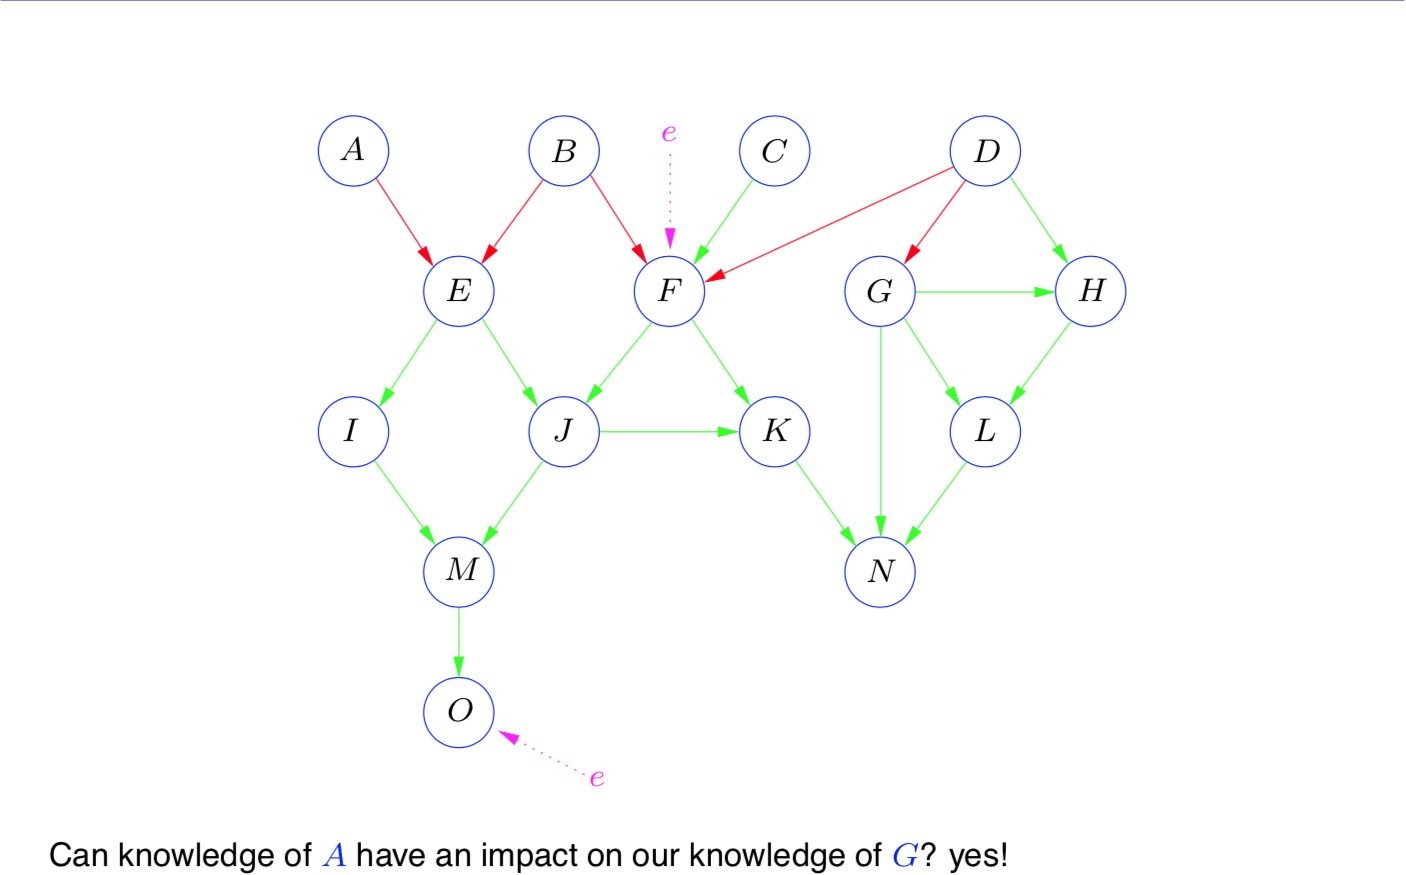 e
A B C D
E F G H
I J K L
M N
O
e
Can knowledge of A have an impact on our knowledge of G? yes!